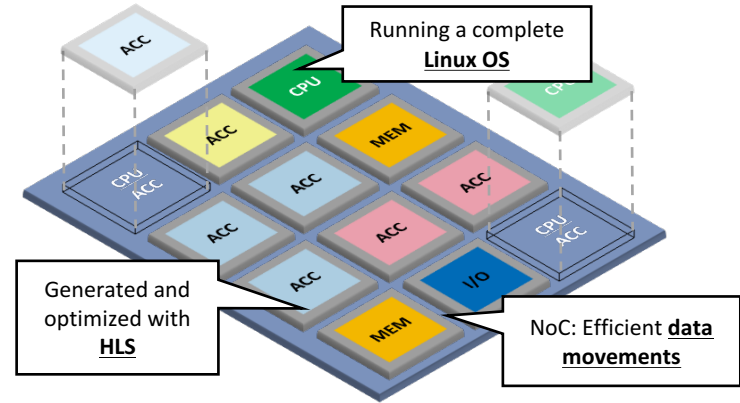 ACC
Running a complete
Linux OS
CPU
CPU
ACC
MEM
CPU
ACC
ACC
ACC
ACC
ACC
CPU
ACC
ACC
I/O
MEM
Generated and
optimized with
HLS
NoC: Efficient data
movements